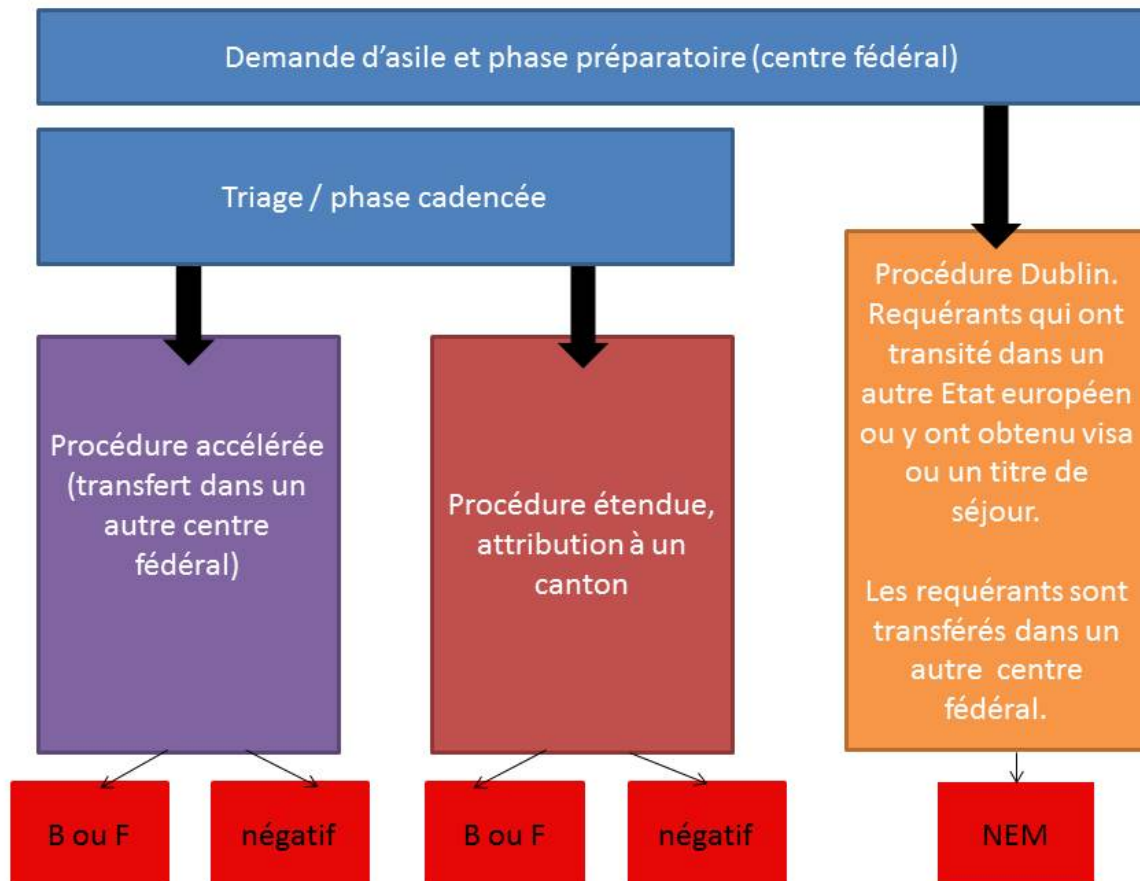 Demande d'asile et phase préparatoire (centre fédéral)
Triage / phase cadencée
Procédure accélérée
(transfert dans un
autre centre
fédéral)
Procédure étendue,
attribution à un
canton
Procédure Dublin.
Requérants qui ont
transité dans un
autre Etat européen
ou y ont obtenu visa
ou un titre de
séjour.
Les requérants sont
transférés dans un
autre centre
fédéral.
B ou F
négatif
B ou F
négatif
NEM